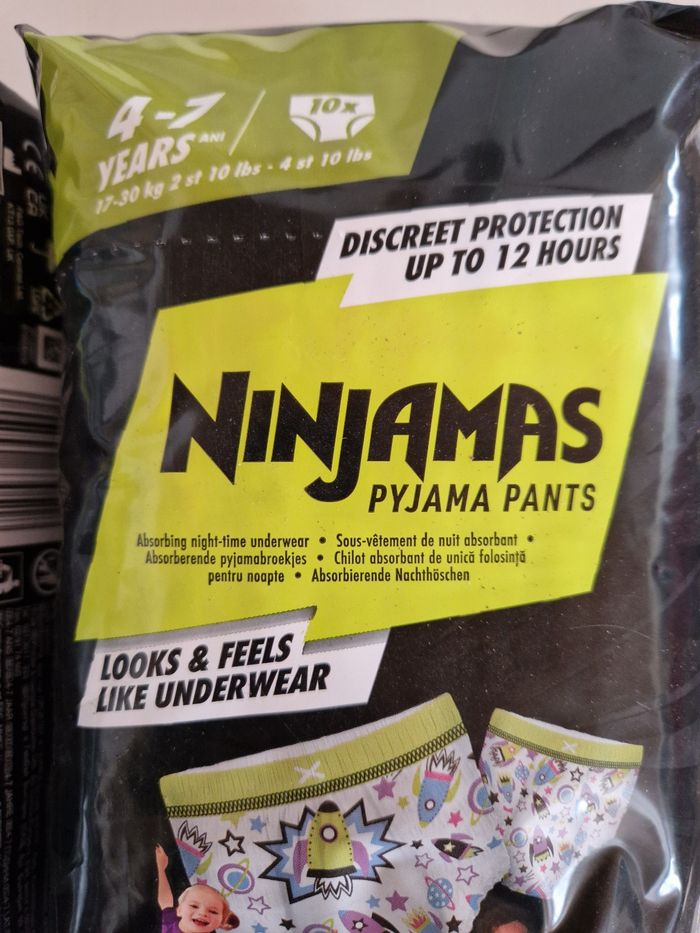 4-7
YEARS ANI
10x
17-30 kg 2 st 10 lbs - 4 st 10 lbs
DISCREET PROTECTION
UP TO 12 HOURS
NINJAMAS
PYJAMA PANTS
Absorbing night-time underwear • Sous-vêtement de nuit absorbant •
Absorberende pyjamabroekjes • Chilot absorbant de unică folosință
pentru noapte • Absorbierende Nachthöschen
LOOKS & FEELS
LIKE UNDERWEAR